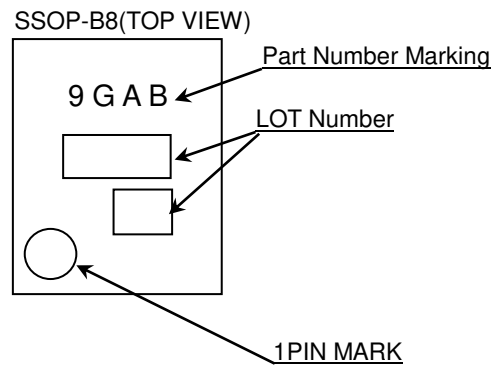 SSOP-B8(TOP VIEW)
Part Number Marking
9 G A B
LOT Number
1PIN MARK